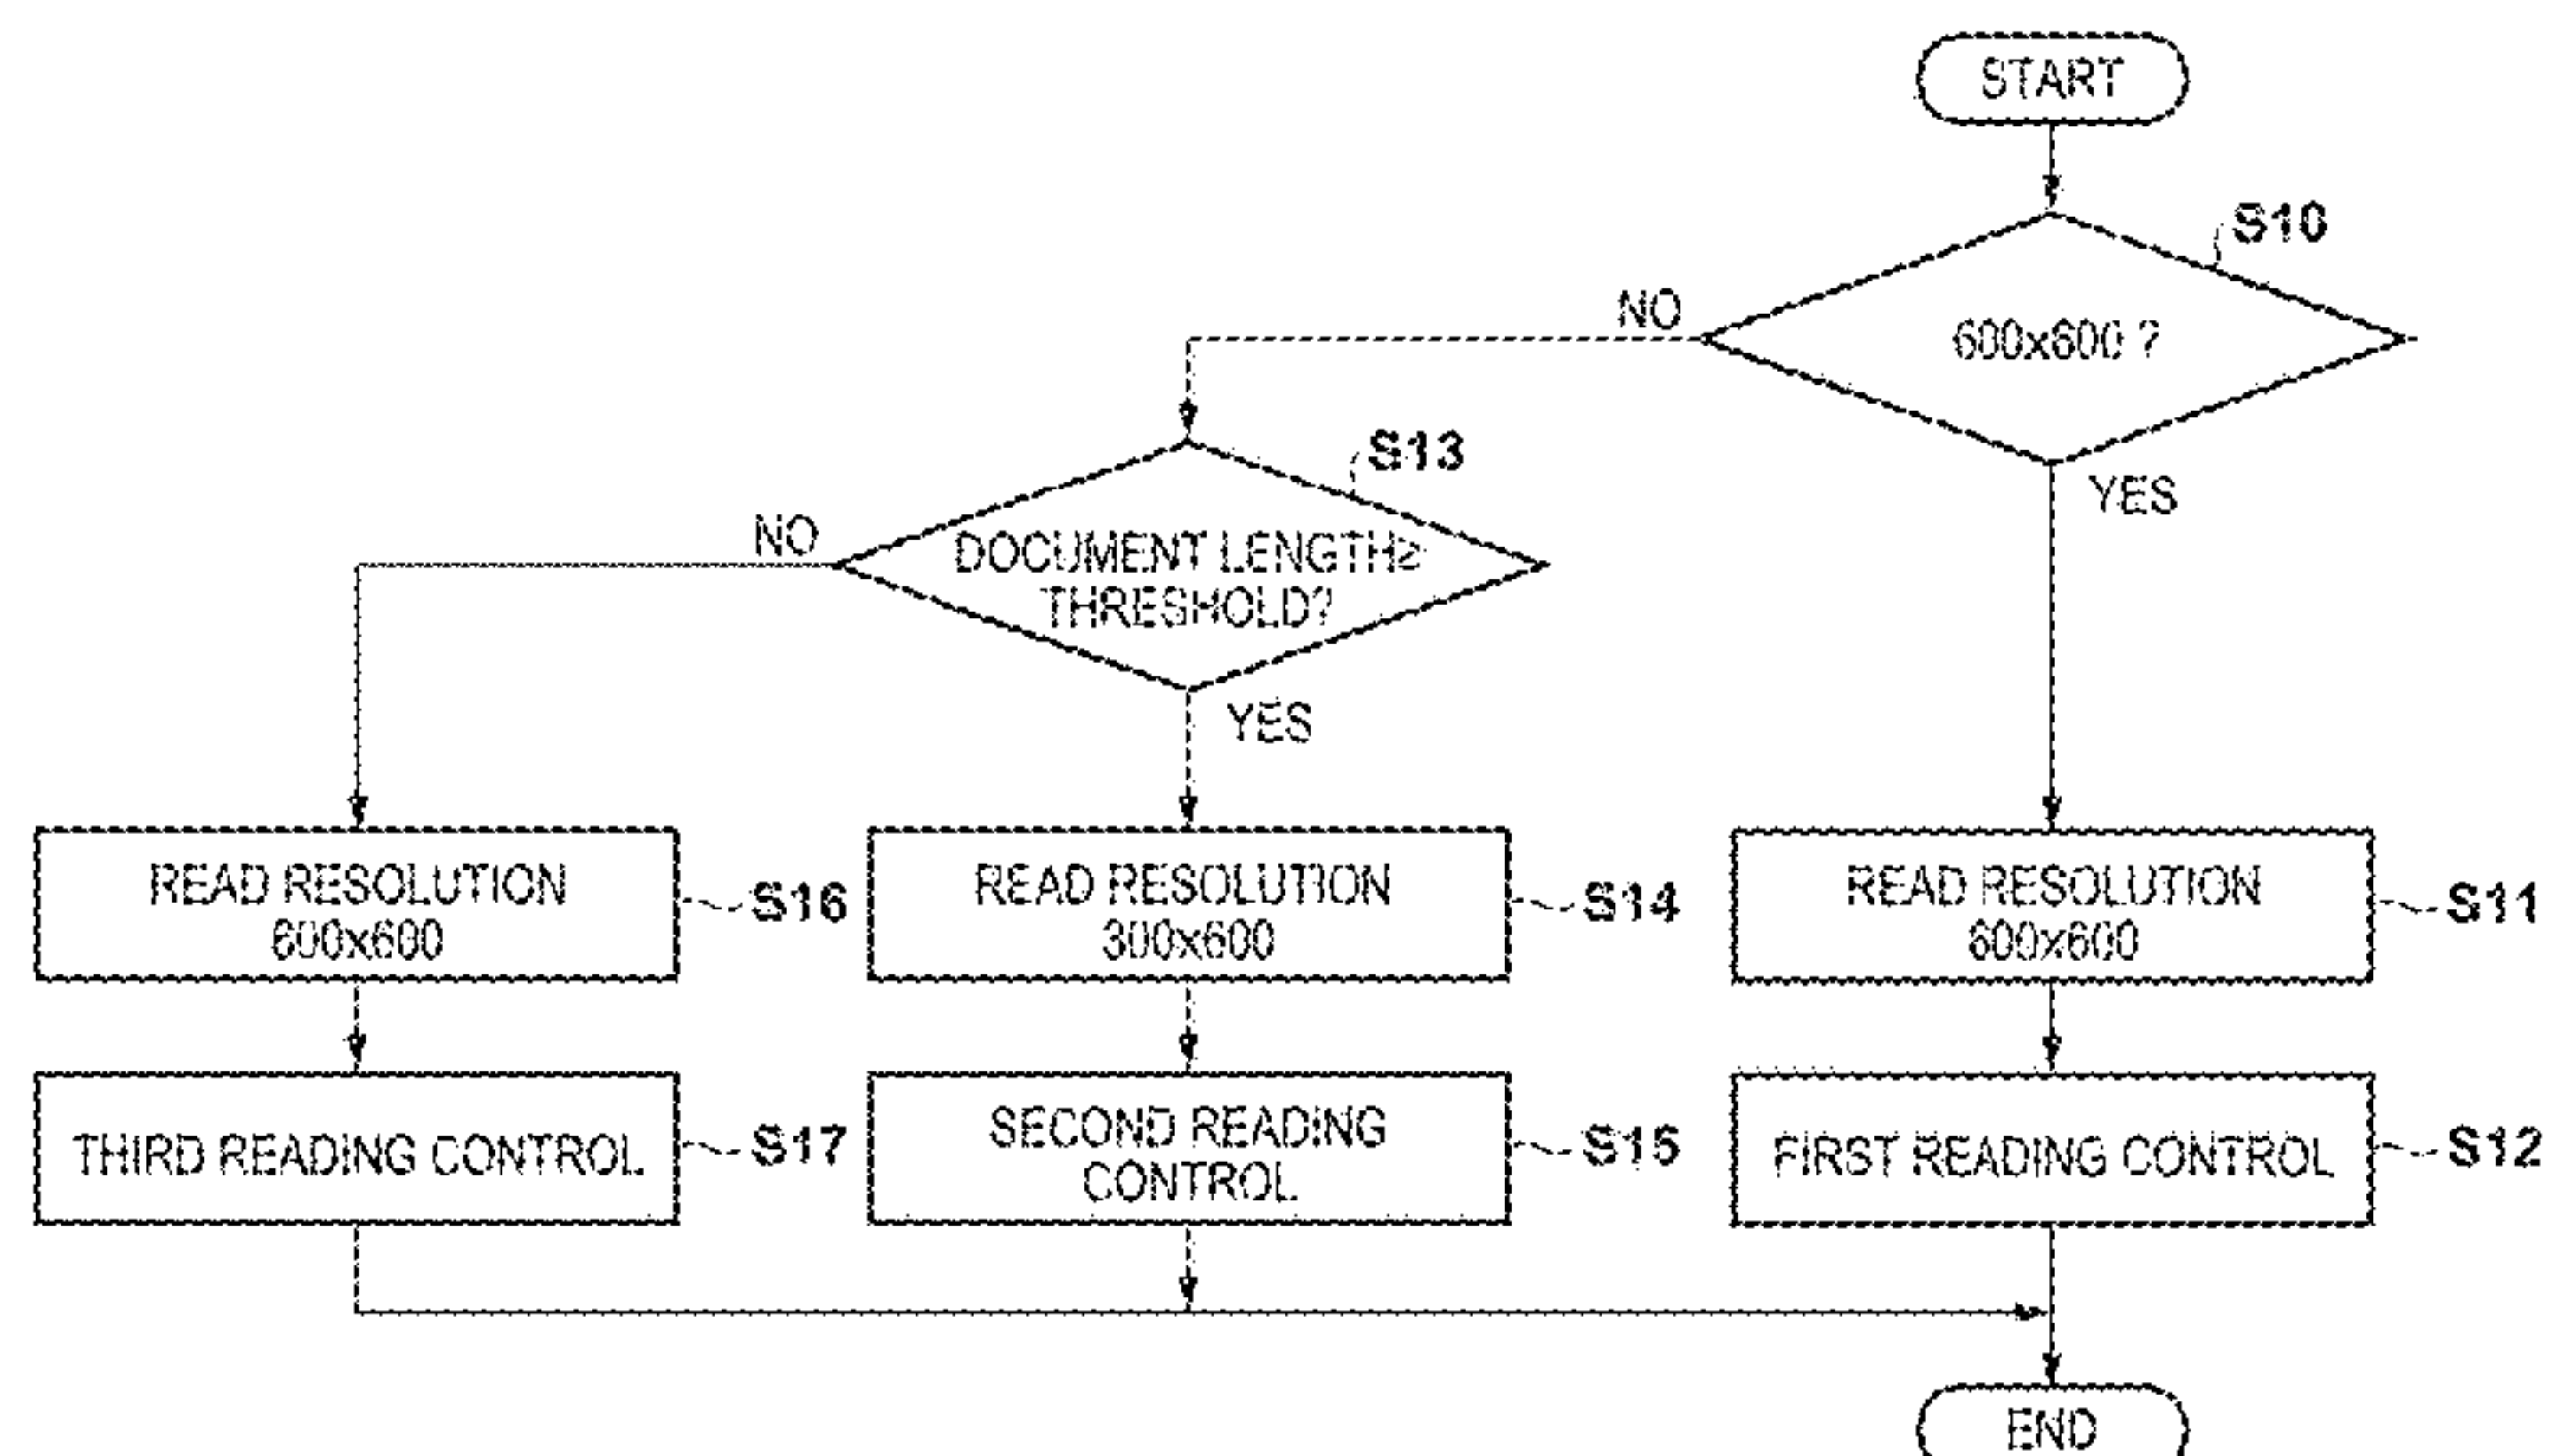 START
S10
600x600 ?
NO
YES
S13
DOCUMENT LENGTH≥
THRESHOLD?
NO
YES
READ RESOLUTION
600x600
S16
READ RESOLUTION
300x600
S14
READ RESOLUTION
600x600
S11
THIRD READING CONTROL
S17
SECOND READING
CONTROL
S15
FIRST READING CONTROL
S12
END